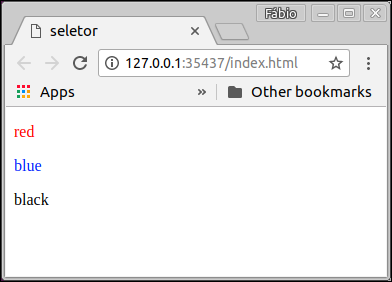 Fábio
seletor
127.0.0.1:35437/index.html
Apps » Other bookmarks
red
blue
black